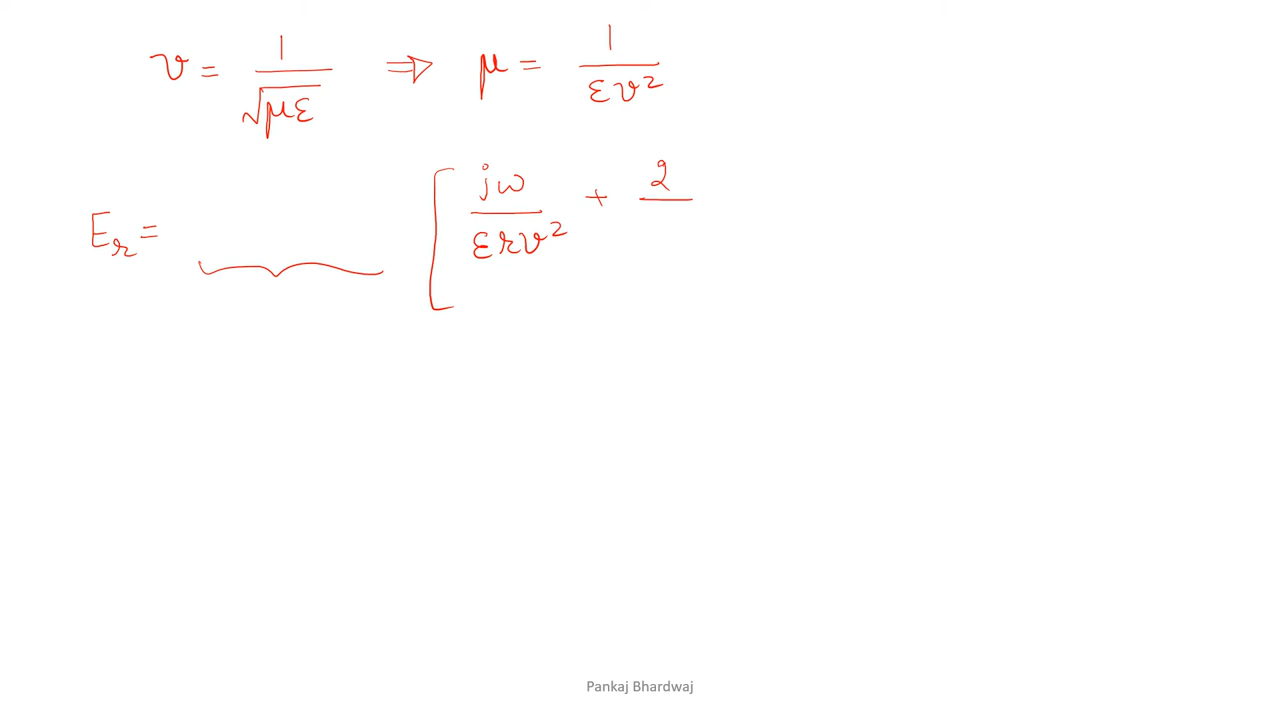 v = 1/√με ⇒ μ = 1/εv²
E_r = [ jω/εrv² + 2/
Pankaj Bhardwaj